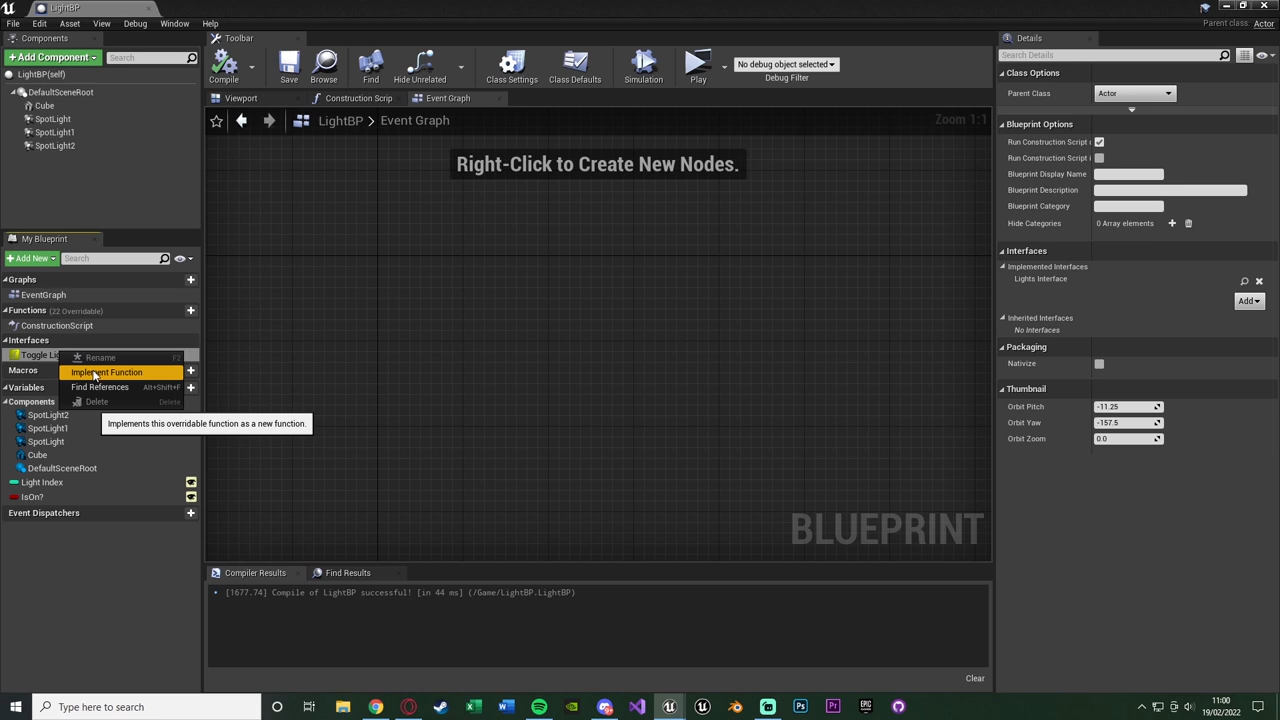 LightBP
File Edit Asset View Debug Window Help
Parent class: Actor
Components
Add Component Search
LightBP(self)
DefaultSceneRoot
Cube
SpotLight
SpotLight1
SpotLight2
Toolbar
Compile Save Browse Find Hide Unrelated Class Settings Class Defaults Simulation Play
No debug object selected
Debug Filter
Viewport Construction Scrip Event Graph
LightBP > Event Graph
Zoom 1:1
Right-Click to Create New Nodes.
BLUEPRINT
My Blueprint
Add New Search
Graphs
EventGraph
Functions (22 Overridable)
ConstructionScript
Interfaces
Toggle Li
Macros
Variables
Components
SpotLight2
SpotLight1
SpotLight
Cube
DefaultSceneRoot
Light Index
IsOn?
Event Dispatchers
Rename F2
Implement Function
Find References Alt+Shift+F
Delete Delete
Implements this overridable function as a new function.
Compiler Results Find Results
[1677.74] Compile of LightBP successful! [in 44 ms] (/Game/LightBP.LightBP)
Clear
Details
Search Details
Class Options
Parent Class Actor
Blueprint Options
Run Construction Script
Run Construction Script i
Blueprint Display Name
Blueprint Description
Blueprint Category
Hide Categories 0 Array elements
Interfaces
Implemented Interfaces
Lights Interface
Add
Inherited Interfaces
No Interfaces
Packaging
Nativize
Thumbnail
Orbit Pitch -11.25
Orbit Yaw -157.5
Orbit Zoom 0.0
Type here to search
11:00
19/02/2022